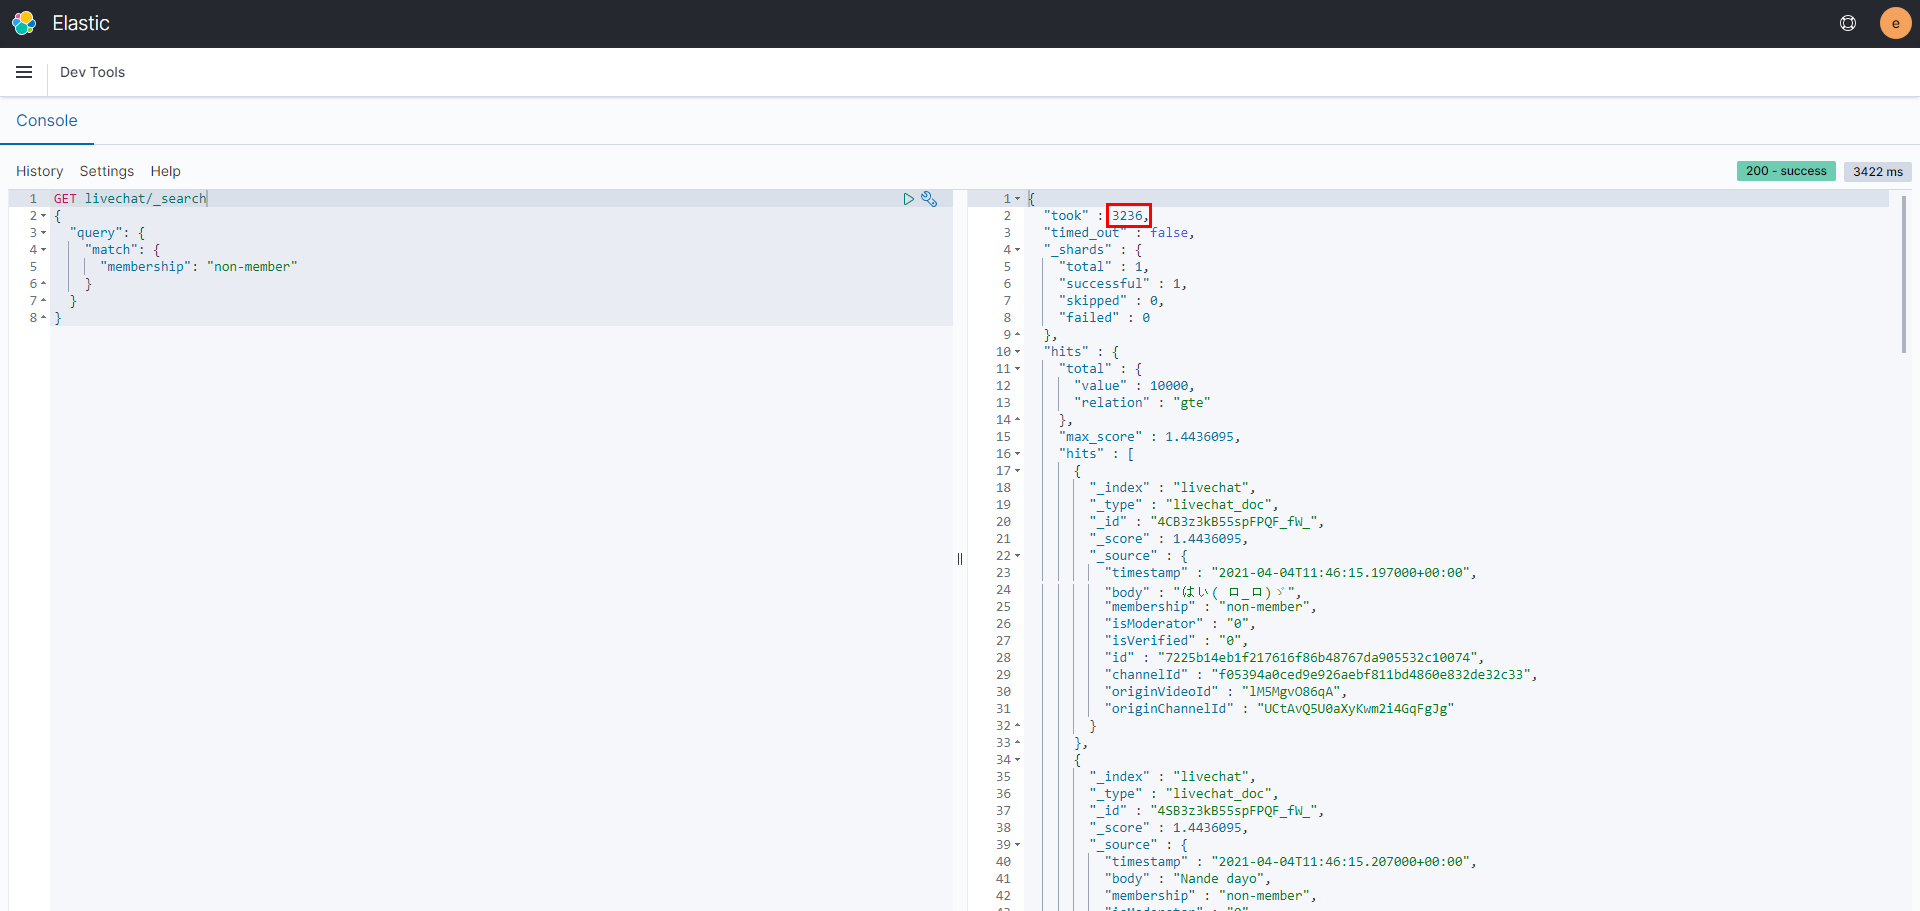 Elastic
e
Dev Tools
Console
History Settings Help
200 - success 3422 ms
1 GET livechat/_search
2 {
3 "query": {
4 "match": {
5 "membership": "non-member"
6 }
7 }
8 }
1 {
2 "took" : 3236,
3 "timed_out" : false,
4 "_shards" : {
5 "total" : 1,
6 "successful" : 1,
7 "skipped" : 0,
8 "failed" : 0
9 },
10 "hits" : {
11 "total" : {
12 "value" : 10000,
13 "relation" : "gte"
14 },
15 "max_score" : 1.4436095,
16 "hits" : [
17 {
18 "_index" : "livechat",
19 "_type" : "livechat_doc",
20 "_id" : "4CB3z3kB55spFPQF_fW_",
21 "_score" : 1.4436095,
22 "_source" : {
23 "timestamp" : "2021-04-04T11:46:15.197000+00:00",
24 "body" : "はい( ロ_ロ)ゞ",
25 "membership" : "non-member",
26 "isModerator" : "0",
27 "isVerified" : "0",
28 "id" : "7225b14eb1f217616f86b48767da905532c10074",
29 "channelId" : "f05394a0ced9e926aebf811bd4860e832de32c33",
30 "originVideoId" : "lM5MgvO86qA",
31 "originChannelId" : "UCtAvQ5U0aXyKwm2i4GqFgJg"
32 }
33 },
34 {
35 "_index" : "livechat",
36 "_type" : "livechat_doc",
37 "_id" : "4SB3z3kB55spFPQF_fW_",
38 "_score" : 1.4436095,
39 "_source" : {
40 "timestamp" : "2021-04-04T11:46:15.207000+00:00",
41 "body" : "Nande dayo",
42 "membership" : "non-member",